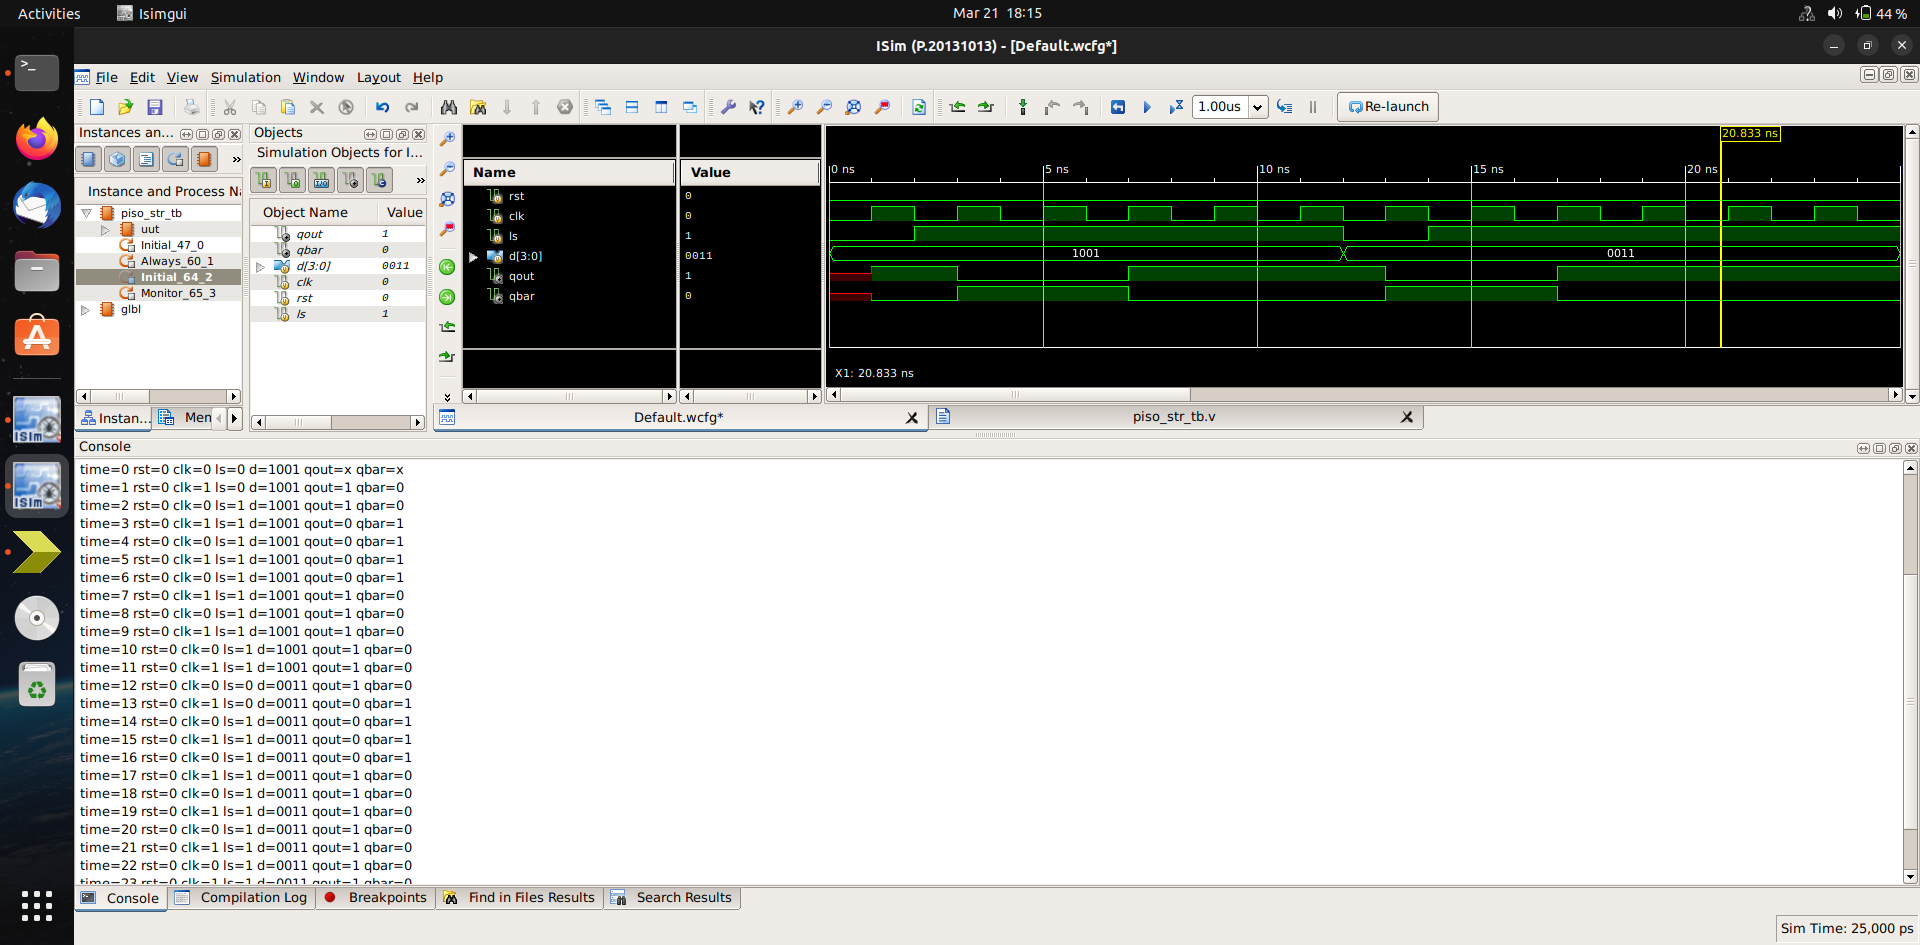 Activities
Isimgui
Mar 21 18:15
44 %
ISim (P.20131013) - [Default.wcfg*]
File Edit View Simulation Window Layout Help
1.00us
Re-launch
Instances an...
Instance and Process Na
piso_str_tb
uut
Initial_47_0
Always_60_1
Initial_64_2
Monitor_65_3
glbl
Instan...
Men
Objects
Simulation Objects for I...
Object Name Value
qout 1
qbar 0
d[3:0] 0011
clk 0
rst 0
ls 1
Name Value
rst 0
clk 0
ls 1
d[3:0] 0011
qout 1
qbar 0
20.833 ns
0 ns 5 ns 10 ns 15 ns 20 ns
1001 0011
X1: 20.833 ns
Default.wcfg*
piso_str_tb.v
ISim
ISim
Console
time=0 rst=0 clk=0 ls=0 d=1001 qout=x qbar=x
time=1 rst=0 clk=1 ls=0 d=1001 qout=1 qbar=0
time=2 rst=0 clk=0 ls=1 d=1001 qout=1 qbar=0
time=3 rst=0 clk=1 ls=1 d=1001 qout=0 qbar=1
time=4 rst=0 clk=0 ls=1 d=1001 qout=0 qbar=1
time=5 rst=0 clk=1 ls=1 d=1001 qout=0 qbar=1
time=6 rst=0 clk=0 ls=1 d=1001 qout=0 qbar=1
time=7 rst=0 clk=1 ls=1 d=1001 qout=1 qbar=0
time=8 rst=0 clk=0 ls=1 d=1001 qout=1 qbar=0
time=9 rst=0 clk=1 ls=1 d=1001 qout=1 qbar=0
time=10 rst=0 clk=0 ls=1 d=1001 qout=1 qbar=0
time=11 rst=0 clk=1 ls=1 d=1001 qout=1 qbar=0
time=12 rst=0 clk=0 ls=0 d=0011 qout=1 qbar=0
time=13 rst=0 clk=1 ls=0 d=0011 qout=0 qbar=1
time=14 rst=0 clk=0 ls=1 d=0011 qout=0 qbar=1
time=15 rst=0 clk=1 ls=1 d=0011 qout=0 qbar=1
time=16 rst=0 clk=0 ls=1 d=0011 qout=0 qbar=1
time=17 rst=0 clk=1 ls=1 d=0011 qout=1 qbar=0
time=18 rst=0 clk=0 ls=1 d=0011 qout=1 qbar=0
time=19 rst=0 clk=1 ls=1 d=0011 qout=1 qbar=0
time=20 rst=0 clk=0 ls=1 d=0011 qout=1 qbar=0
time=21 rst=0 clk=1 ls=1 d=0011 qout=1 qbar=0
time=22 rst=0 clk=0 ls=1 d=0011 qout=1 qbar=0
time=23 rst=0 clk=1 ls=1 d=0011 qout=1 qbar=0
Console
Compilation Log
Breakpoints
Find in Files Results
Search Results
Sim Time: 25,000 ps